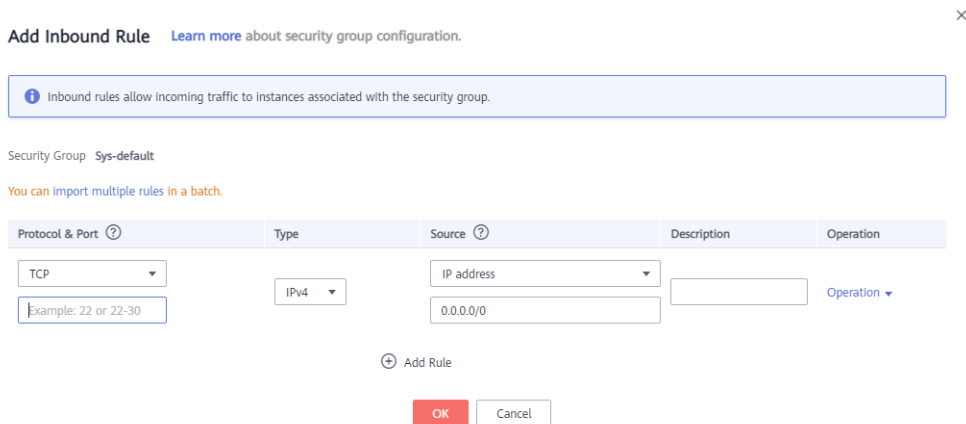 Add Inbound Rule Learn more about security group configuration.
Inbound rules allow incoming traffic to instances associated with the security group.
Security Group Sys-default
You can import multiple rules in a batch.
Protocol & Port Type Source Description Operation
TCP IP address
IPv4 Operation
Example: 22 or 22-30 0.0.0.0/0
Add Rule
OK Cancel